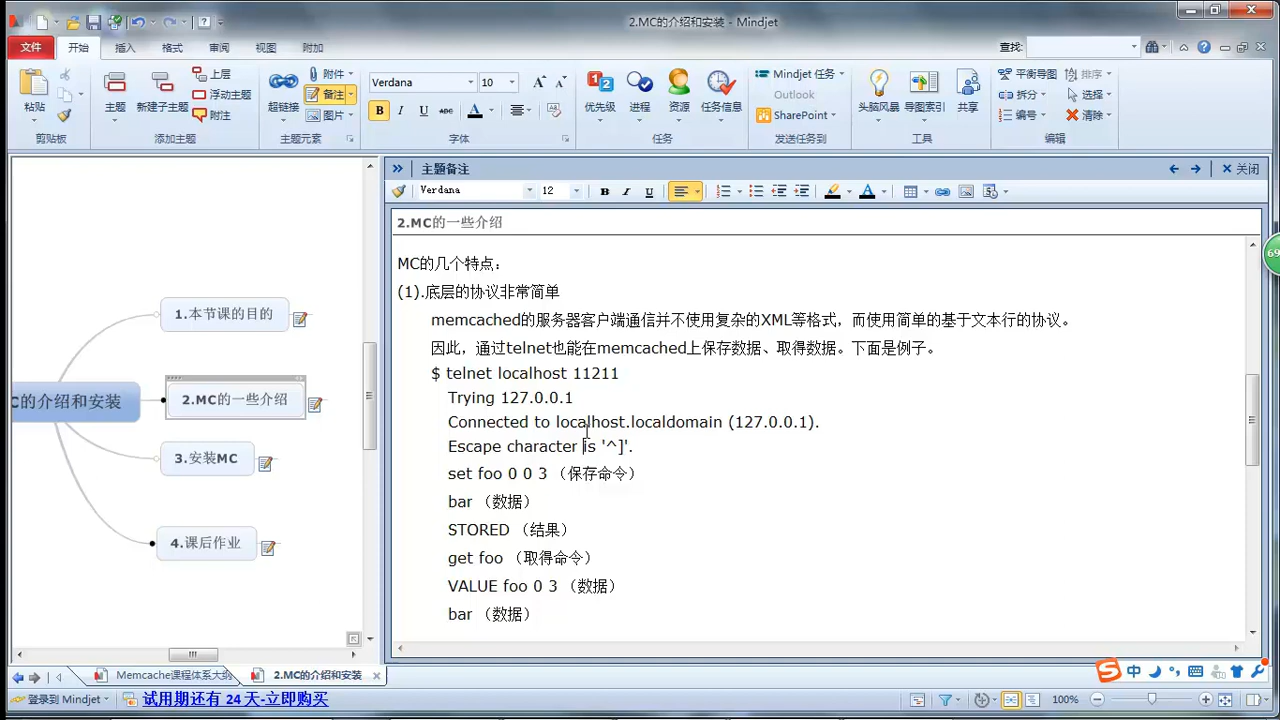 2.MC的介绍和安装 - Mindjet
文件 开始 插入 格式 审阅 视图 附加 查找:
粘贴 主题 新建子主题 上层 浮动主题 附注 超链接 附件 备注 图片 Verdana 10 优先级 进程 资源 任务信息 Mindjet 任务 Outlook SharePoint 头脑风暴 导图索引 共享 平衡导图 排序 拆分 选择 编号 清除
B I U abc A
剪贴板 添加主题 主题元素 字体 任务 发送任务到 工具 编辑
主题备注 关闭
Verdana 12 B I U A
2.MC的一些介绍
MC的几个特点：
(1).底层的协议非常简单
memcached的服务器客户端通信并不使用复杂的XML等格式，而使用简单的基于文本行的协议。
因此，通过telnet也能在memcached上保存数据、取得数据。下面是例子。
$ telnet localhost 11211
Trying 127.0.0.1
Connected to localhost.localdomain (127.0.0.1).
Escape character is '^]'.
set foo 0 0 3 （保存命令）
bar （数据）
STORED （结果）
get foo （取得命令）
VALUE foo 0 3 （数据）
bar （数据）
1.本节课的目的
C的介绍和安装
2.MC的一些介绍
3.安装MC
4.课后作业
69
Memcache课程体系大纲 2.MC的介绍和安装
中
登录到 Mindjet 试用期还有 24 天-立即购买 100%